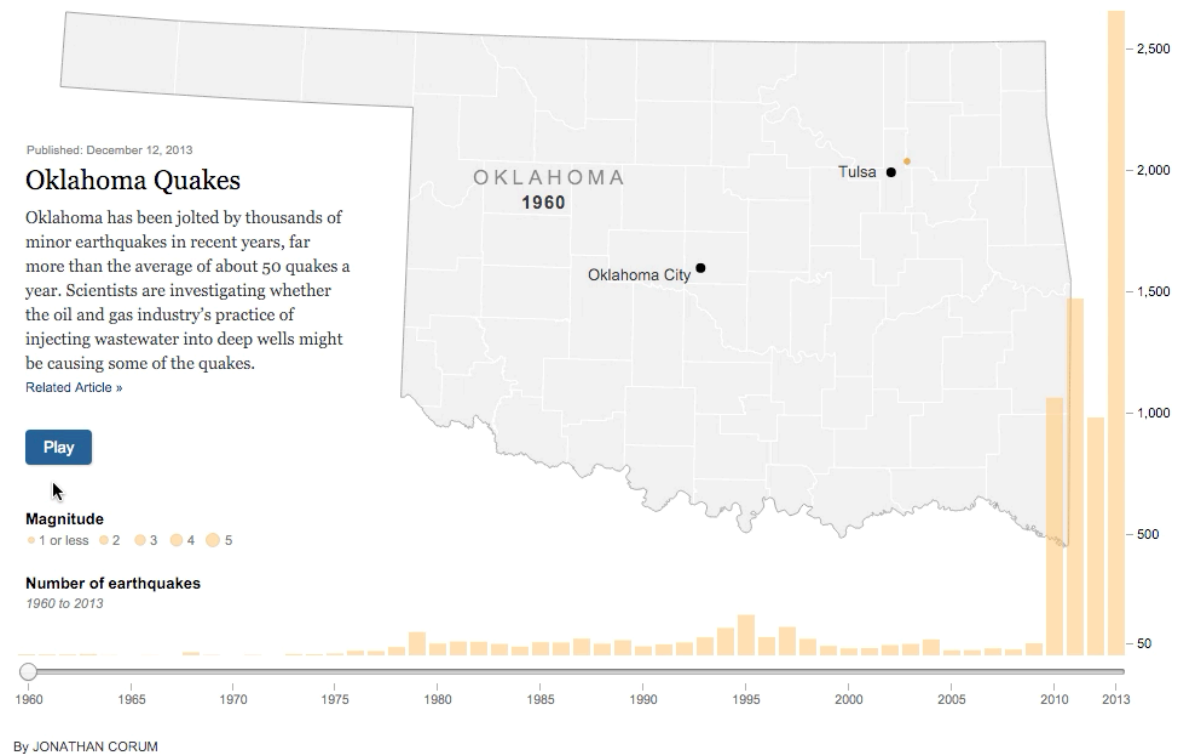 Published: December 12, 2013
Oklahoma Quakes
Oklahoma has been jolted by thousands of
minor earthquakes in recent years, far
more than the average of about 50 quakes a
year. Scientists are investigating whether
the oil and gas industry's practice of
injecting wastewater into deep wells might
be causing some of the quakes.
Related Article »
Play
Magnitude
1 or less 2 3 4 5
Number of earthquakes
1960 to 2013
OKLAHOMA
1960
Tulsa
Oklahoma City
2,500
2,000
1,500
1,000
500
50
1960 1965 1970 1975 1980 1985 1990 1995 2000 2005 2010 2013
By JONATHAN CORUM